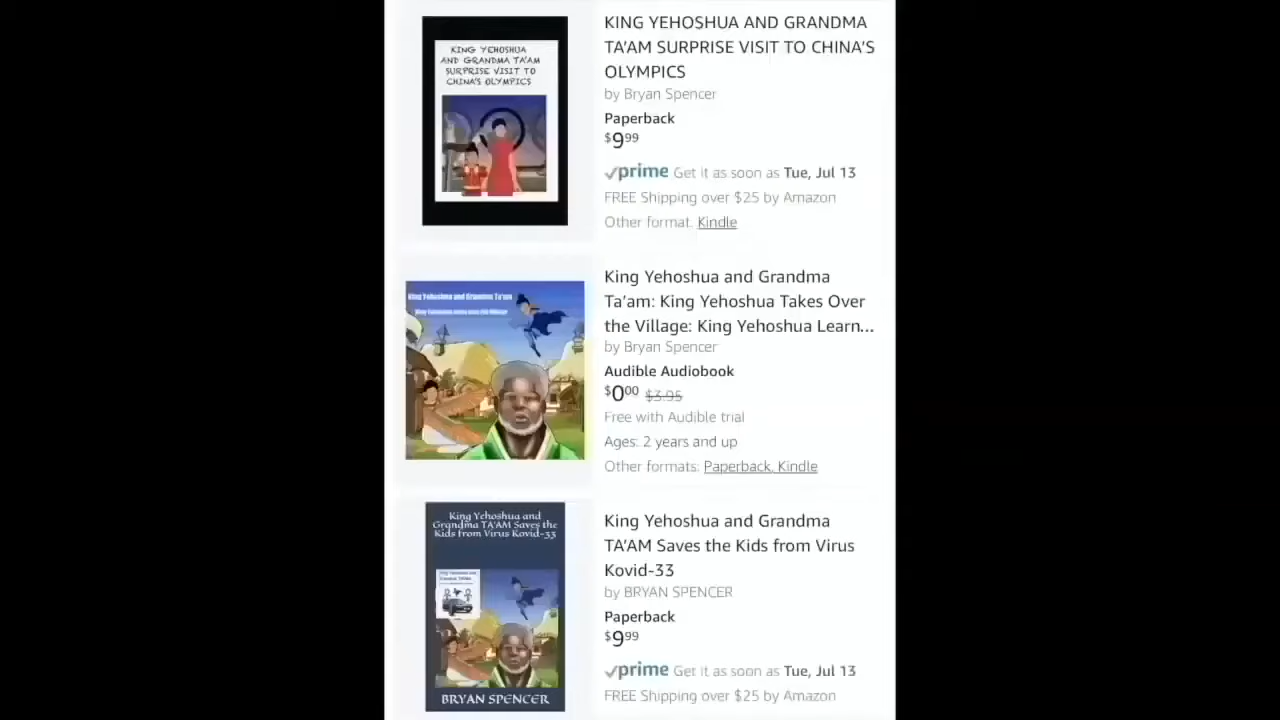 KING YEHOSHUA
AND GRANDMA TA'AM
SURPRISE VISIT TO
CHINA'S OLYMPICS
KING YEHOSHUA AND GRANDMA
TA'AM SURPRISE VISIT TO CHINA'S
OLYMPICS
by Bryan Spencer
Paperback
$9.99
prime Get it as soon as Tue, Jul 13
FREE Shipping over $25 by Amazon
Other format: Kindle
King Yehoshua and Grandma Ta'am
King Yehoshua and Grandma
Ta'am: King Yehoshua Takes Over
the Village: King Yehoshua Learn...
by Bryan Spencer
Audible Audiobook
$0.00 $3.95
Free with Audible trial
Ages: 2 years and up
Other formats: Paperback, Kindle
King Yehoshua and
Grandma TA'AM Saves the
Kids from Virus Kovid-33
BRYAN SPENCER
King Yehoshua and Grandma
TA'AM Saves the Kids from Virus
Kovid-33
by BRYAN SPENCER
Paperback
$9.99
prime Get it as soon as Tue, Jul 13
FREE Shipping over $25 by Amazon